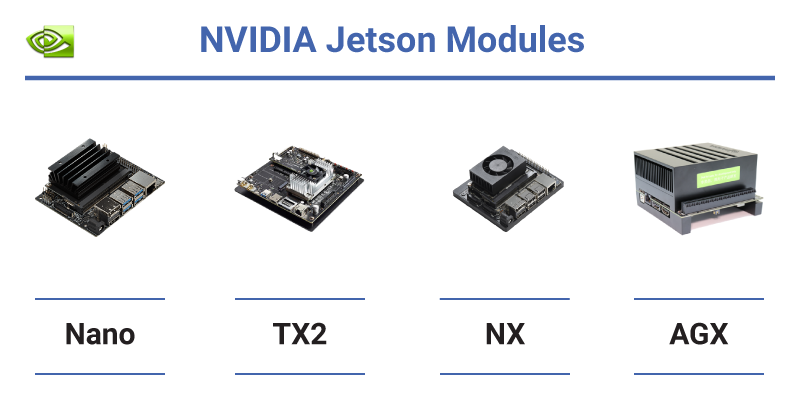 NVIDIA Jetson Modules
Nano
TX2
NX
AGX